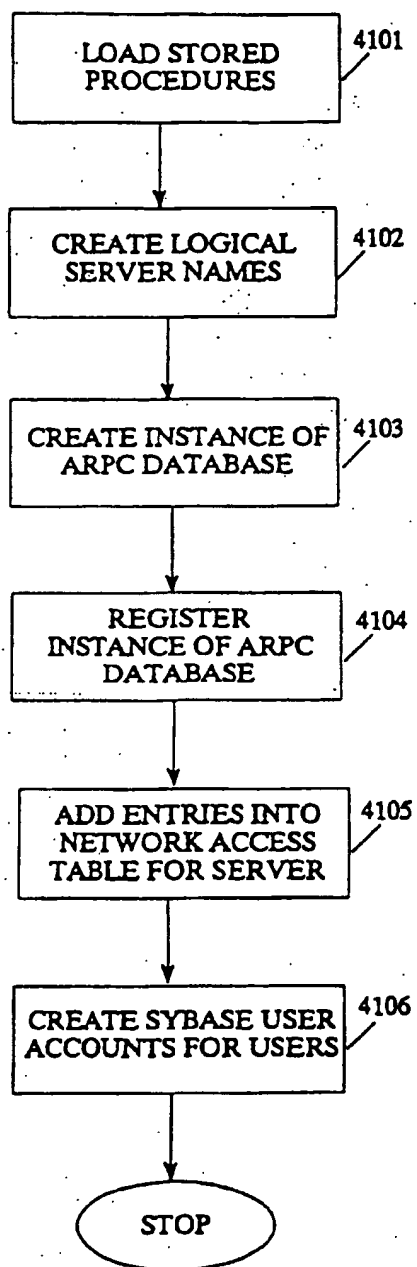 LOAD STORED
PROCEDURES
4101
CREATE LOGICAL
SERVER NAMES
4102
CREATE INSTANCE OF
ARPC DATABASE
4103
REGISTER
INSTANCE OF ARPC
DATABASE
4104
ADD ENTRIES INTO
NETWORK ACCESS
TABLE FOR SERVER
4105
CREATE SYBASE USER
ACCOUNTS FOR USERS
4106
STOP